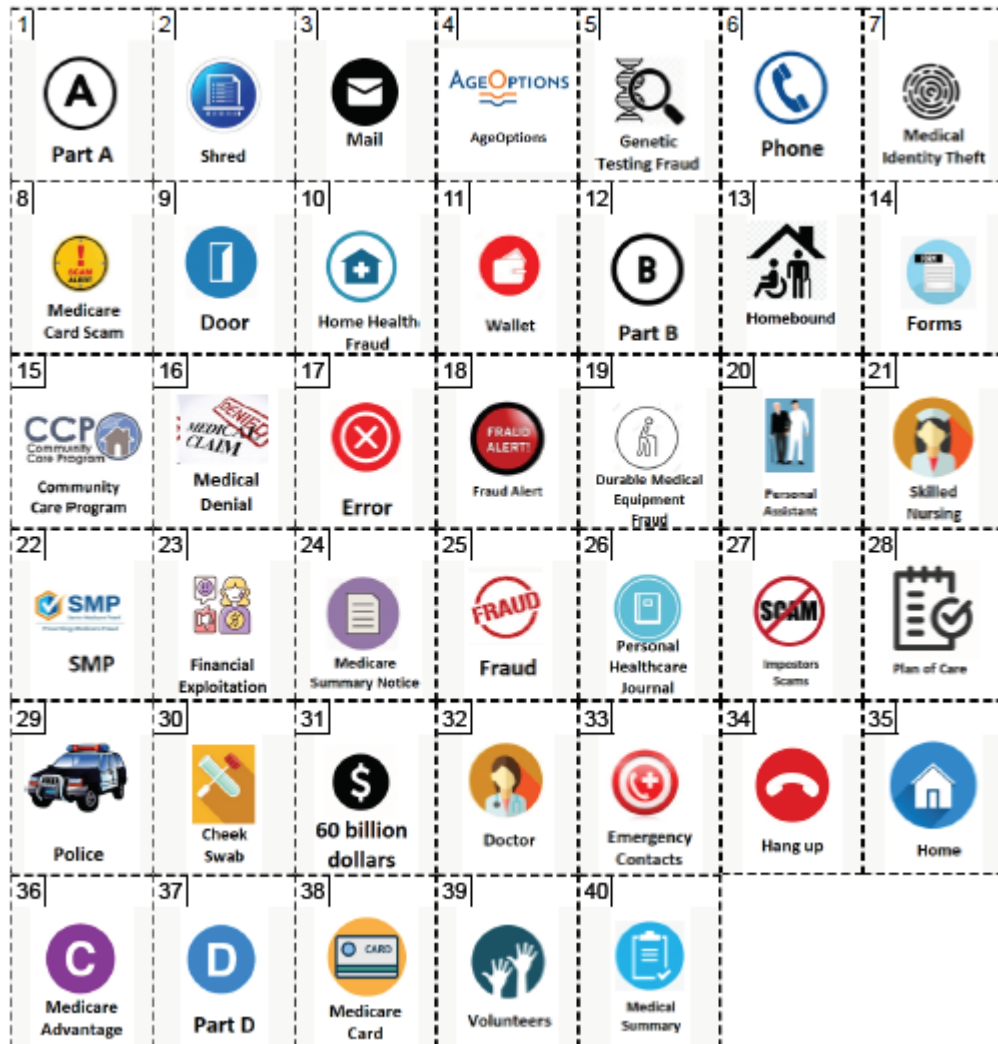 1
A
Part A
2
Shred
3
Mail
4
AGEOPTIONS
AgeOptions
5
Genetic
Testing Fraud
6
Phone
7
Medical
Identity Theft
8
!
SCAM
ALERT
Medicare
Card Scam
9
Door
10
Home Health
Fraud
11
Wallet
12
B
Part B
13
Homebound
14
FORM
Forms
15
CCP
Community
Care Program
Community
Care Program
16
DENIED
MEDICAL
CLAIM
Medical
Denial
17
Error
18
FRAUD
ALERT!
Fraud Alert
19
Durable Medical
Equipment
Fraud
20
Personal
Assistant
21
Skilled
Nursing
22
SMP
SMP
23
Financial
Exploitation
24
Medicare
Summary Notice
25
FRAUD
Fraud
26
Personal
Healthcare
Journal
27
SCAM
Impostors
Scams
28
Plan of Care
29
Police
30
Cheek
Swab
31
$
60 billion
dollars
32
Doctor
33
Emergency
Contacts
34
Hang up
35
Home
36
C
Medicare
Advantage
37
D
Part D
38
CARD
Medicare
Card
39
Volunteers
40
Medical
Summary